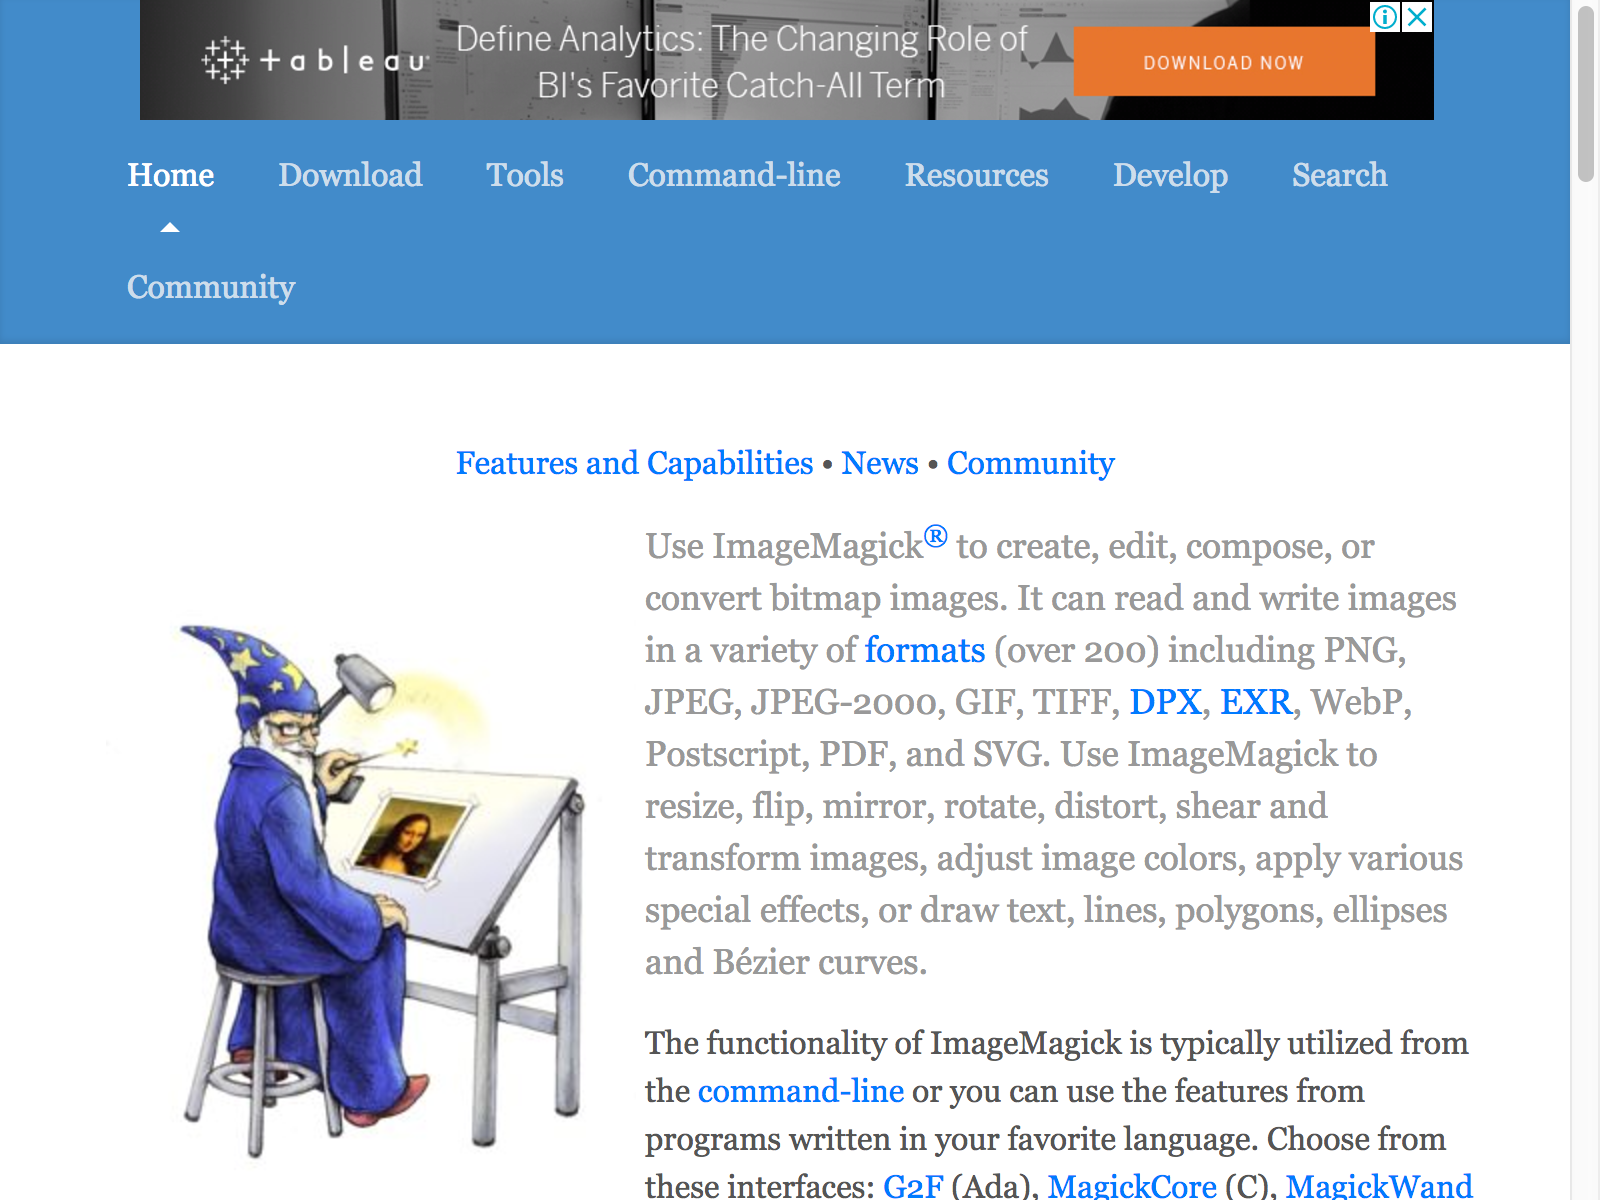 + a b l e a u
Define Analytics: The Changing Role of
BI's Favorite Catch-All Term
DOWNLOAD NOW
Home Download Tools Command-line Resources Develop Search
Community
Features and Capabilities • News • Community
Use ImageMagick® to create, edit, compose, or
convert bitmap images. It can read and write images
in a variety of formats (over 200) including PNG,
JPEG, JPEG-2000, GIF, TIFF, DPX, EXR, WebP,
Postscript, PDF, and SVG. Use ImageMagick to
resize, flip, mirror, rotate, distort, shear and
transform images, adjust image colors, apply various
special effects, or draw text, lines, polygons, ellipses
and Bézier curves.
The functionality of ImageMagick is typically utilized from
the command-line or you can use the features from
programs written in your favorite language. Choose from
these interfaces: G2F (Ada), MagickCore (C), MagickWand